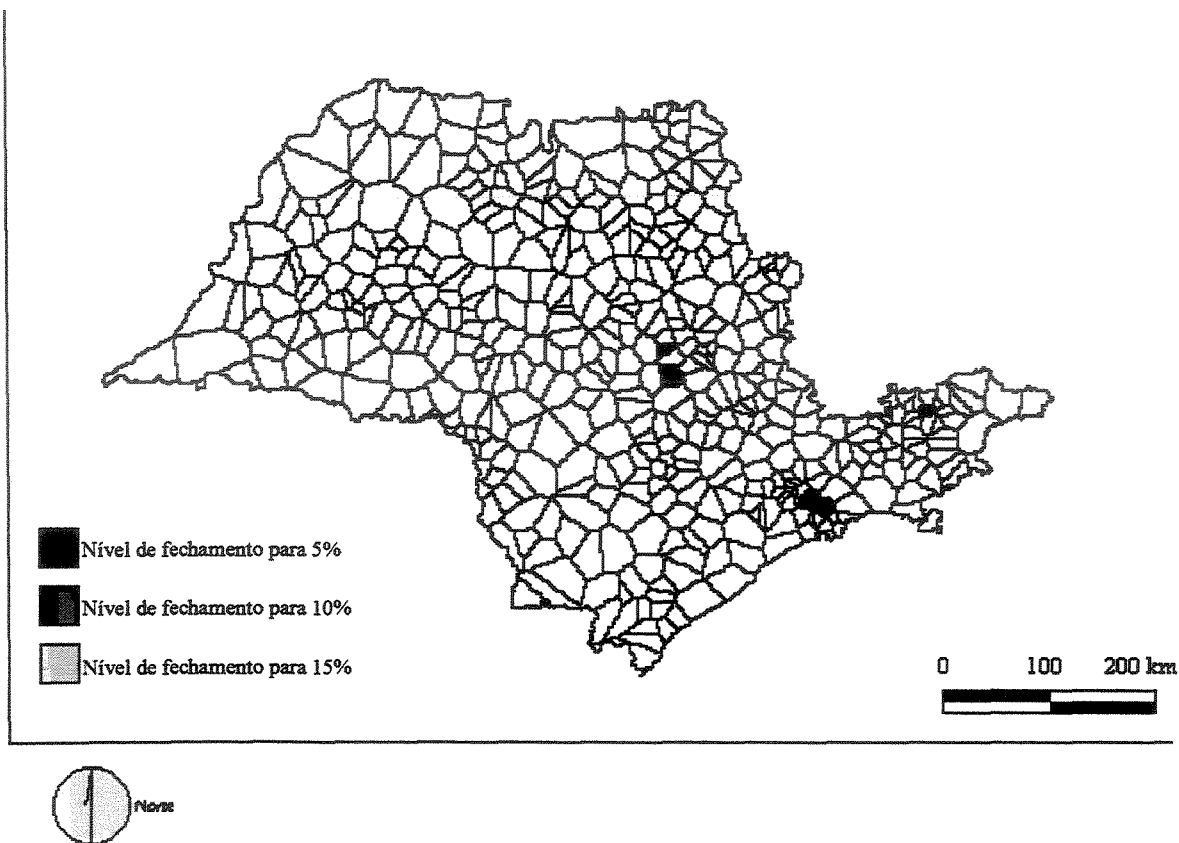 Nível de fechamento para 5%
Nível de fechamento para 10%
Nível de fechamento para 15%
0 100 200 km
Norte